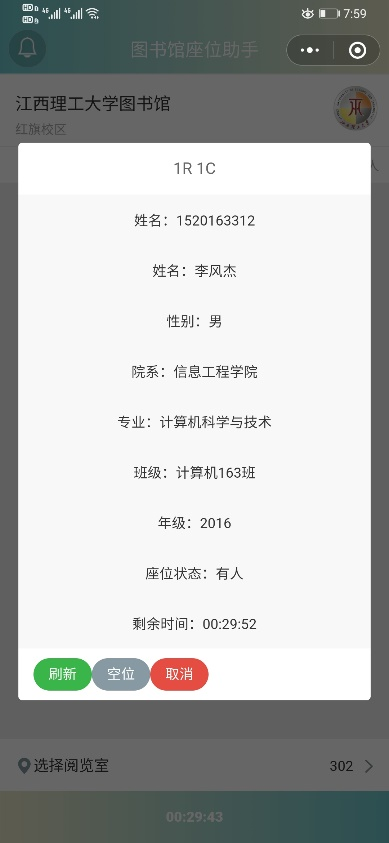 7:59
图书馆座位助手
江西理工大学图书馆
红旗校区
人
1R 1C
姓名：1520163312
姓名：李风杰
性别：男
院系：信息工程学院
专业：计算机科学与技术
班级：计算机163班
年级：2016
座位状态：有人
剩余时间：00:29:52
刷新 空位 取消
选择阅览室 302
00:29:43